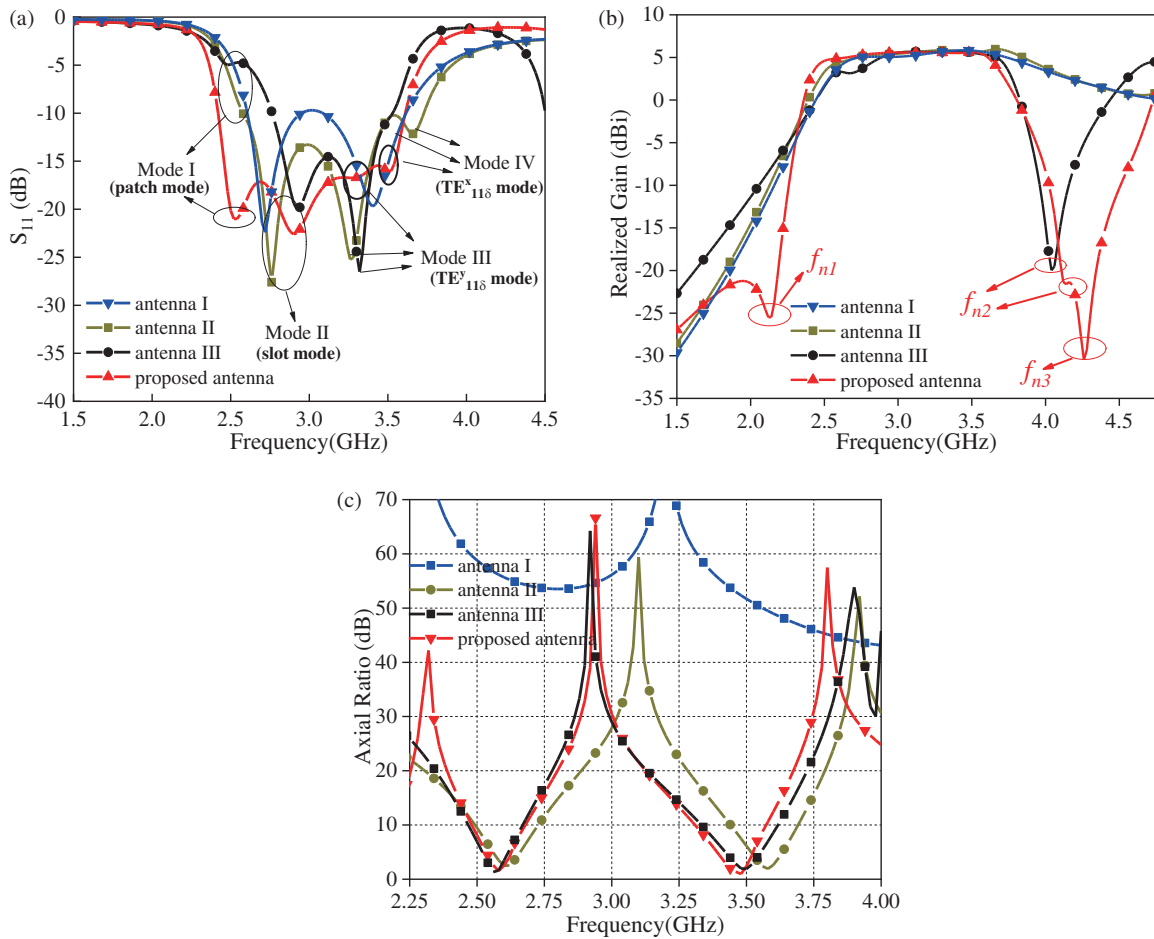 (a)
0
-5
-10
-15
-20
-25
-30
-35
-40
S11 (dB)
Mode I
(patch mode)
Mode IV
(TEx11δ mode)
Mode III
(TEy11δ mode)
Mode II
(slot mode)
antenna I
antenna II
antenna III
proposed antenna
1.5 2.0 2.5 3.0 3.5 4.0 4.5
Frequency(GHz)
(b)
10
5
0
-5
-10
-15
-20
-25
-30
-35
Realized Gain (dBi)
fn1
fn2
fn3
antenna I
antenna II
antenna III
proposed antenna
1.5 2.0 2.5 3.0 3.5 4.0 4.5
Frequency(GHz)
(c)
70
60
50
40
30
20
10
0
Axial Ratio (dB)
antenna I
antenna II
antenna III
proposed antenna
2.25 2.50 2.75 3.00 3.25 3.50 3.75 4.00
Frequency(GHz)